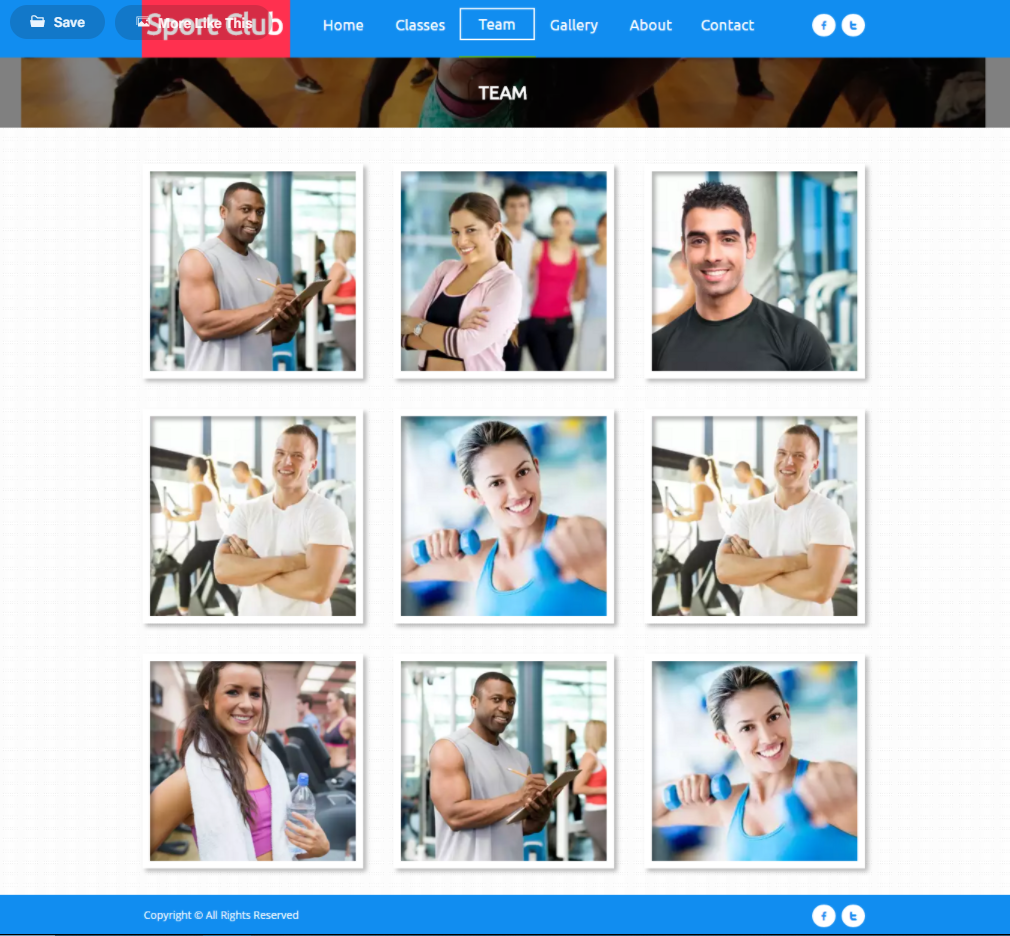 Save
More Like This
Sport Club
Home
Classes
Team
Gallery
About
Contact
TEAM
Copyright © All Rights Reserved